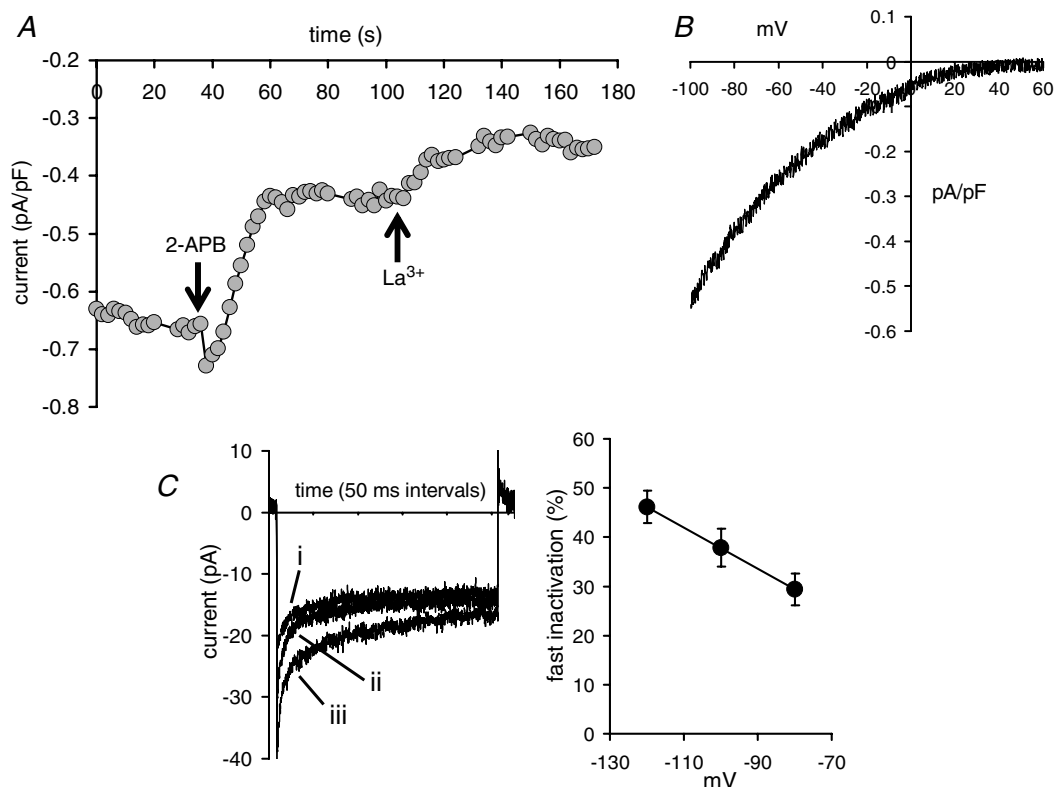 A
time (s)
-0.2
0 20 40 60 80 100 120 140 160 180
-0.3
-0.4
-0.5
-0.6
-0.7
-0.8
current (pA/pF)
2-APB
La³⁺
B
mV
0.1
0
-100 -80 -60 -40 -20 0 20 40 60
-0.1
-0.2
-0.3
-0.4
-0.5
-0.6
pA/pF
C
10
0
-10
-20
-30
-40
current (pA)
time (50 ms intervals)
i
ii
iii
60
50
40
30
20
10
0
fast inactivation (%)
-130 -110 -90 -70
mV